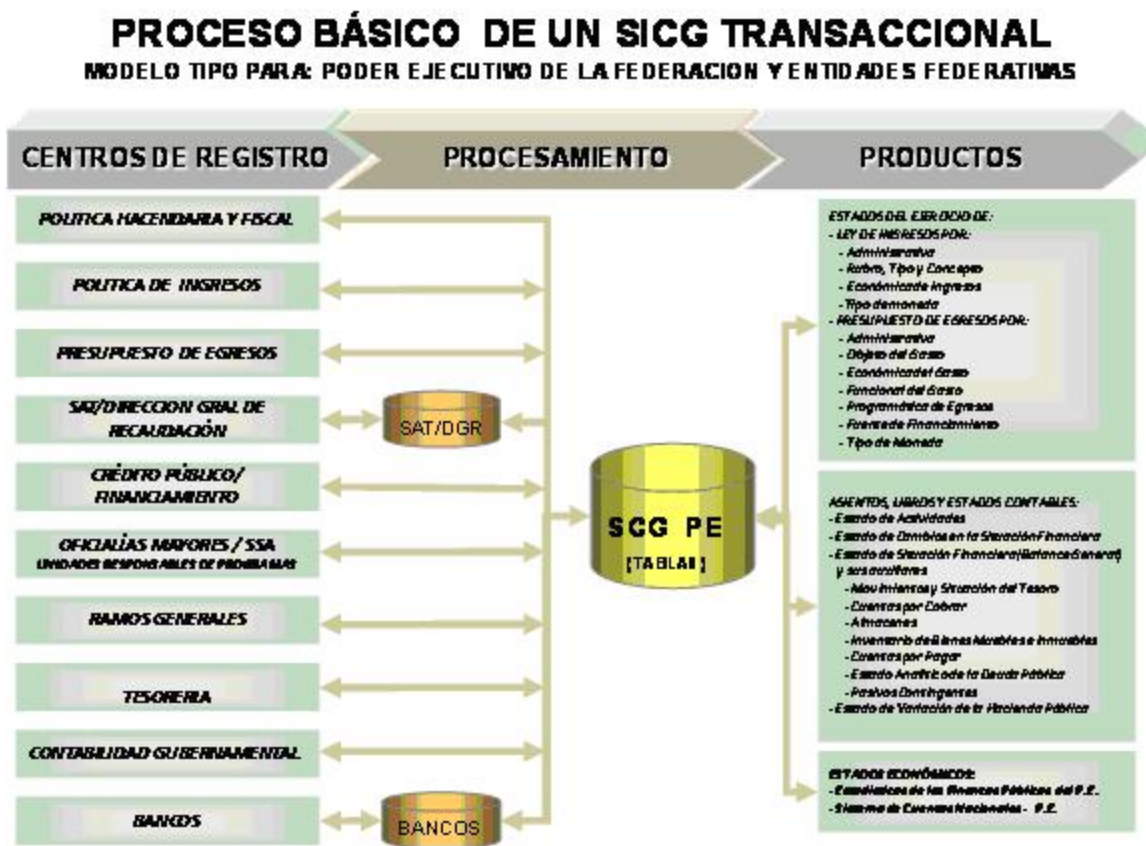 PROCESO BÁSICO DE UN SICG TRANSACCIONAL
MODELO TIPO PARA: PODER EJECUTIVO DE LA FEDERACION Y ENTIDADES FEDERATIVAS
CENTROS DE REGISTRO
PROCESAMIENTO
PRODUCTOS
POLITICA HACENDARIA Y FISCAL
POLITICA DE INGRESOS
PRESUPUESTO DE EGRESOS
SAT/DIRECCION GRAL DE
RECAUDACIÓN
CRÉDITO PÚBLICO/
FINANCIAMIENTO
OFICIALÍAS MAYORES / SSA
UNIDADES RESPONSABLES DE PROGRAMAS
RAMOS GENERALES
TESORERIA
CONTABILIDAD GUBERNAMENTAL
BANCOS
SAT/DGR
BANCOS
SCG PE
ESTADOS DEL EJERCICIO DE:
- LEY DE INGRESOS POR:
- Administrativa
- Rubro, Tipo y Concepto
- Económica de Ingresos
- Tipo de moneda
- PRESUPUESTO DE EGRESOS POR:
- Administrativa
- Objeto del Gasto
- Económica del Gasto
- Funcional del Gasto
- Programática de Egresos
- Fuente de Financiamiento
- Tipo de Moneda
ASIENTOS, LIBROS Y ESTADOS CONTABLES:
- Estado de Actividades
- Estado de Cambios en la Situación Financiera
- Estado de Situación Financiera (Balance General)
y sus auxiliares
- Movimientos y Situación del Tesoro
- Cuentas por Cobrar
- Almacenes
- Inventario de Bienes Muebles e Inmuebles
- Cuentas por Pagar
- Estado Analítico de la Deuda Pública
- Pasivos Contingentes
- Estado de Variación de la Hacienda Pública
ESTADOS ECONÓMICOS:
- Estadísticas de las Finanzas Públicas del P.E.
- Sistema de Cuentas Nacionales - P.E.